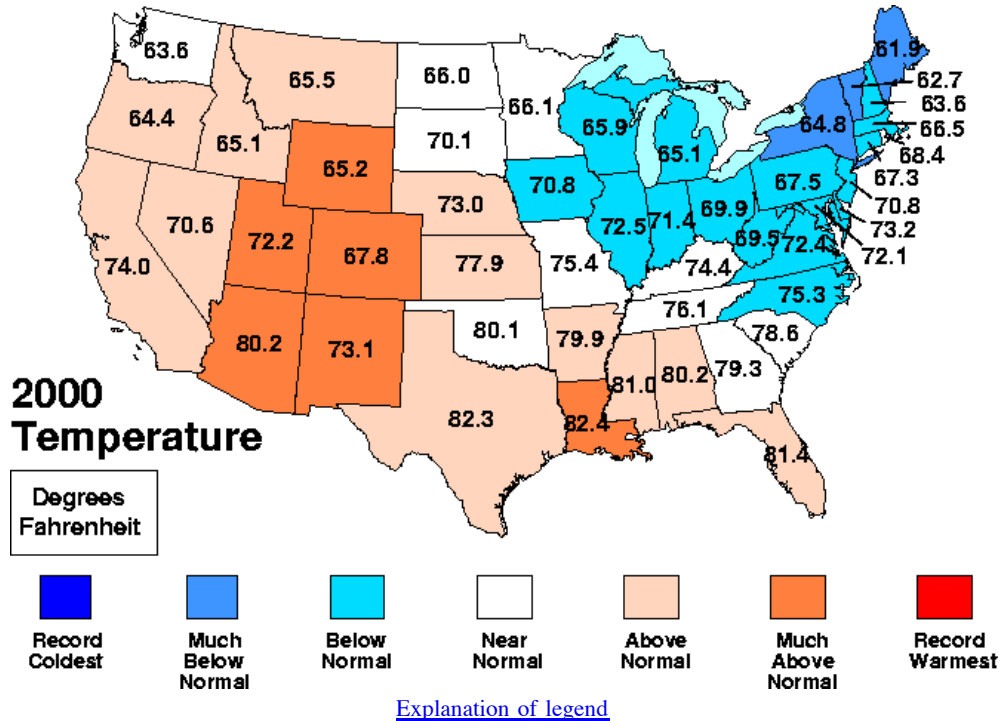 63.6
65.5
66.0
66.1
61.9
62.7
63.6
66.5
68.4
67.3
64.4
65.1
65.2
70.1
65.9
65.1
64.8
67.5
70.8
73.2
72.1
70.6
72.2
67.8
73.0
70.8
72.5
71.4
69.9
69.5
72.4
74.0
77.9
75.4
74.4
75.3
80.2
73.1
80.1
79.9
76.1
78.6
79.3
82.3
82.4
81.0
80.2
81.4
2000
Temperature
Degrees
Fahrenheit
Record
Coldest
Much
Below
Normal
Below
Normal
Near
Normal
Above
Normal
Much
Above
Normal
Record
Warmest
Explanation of legend